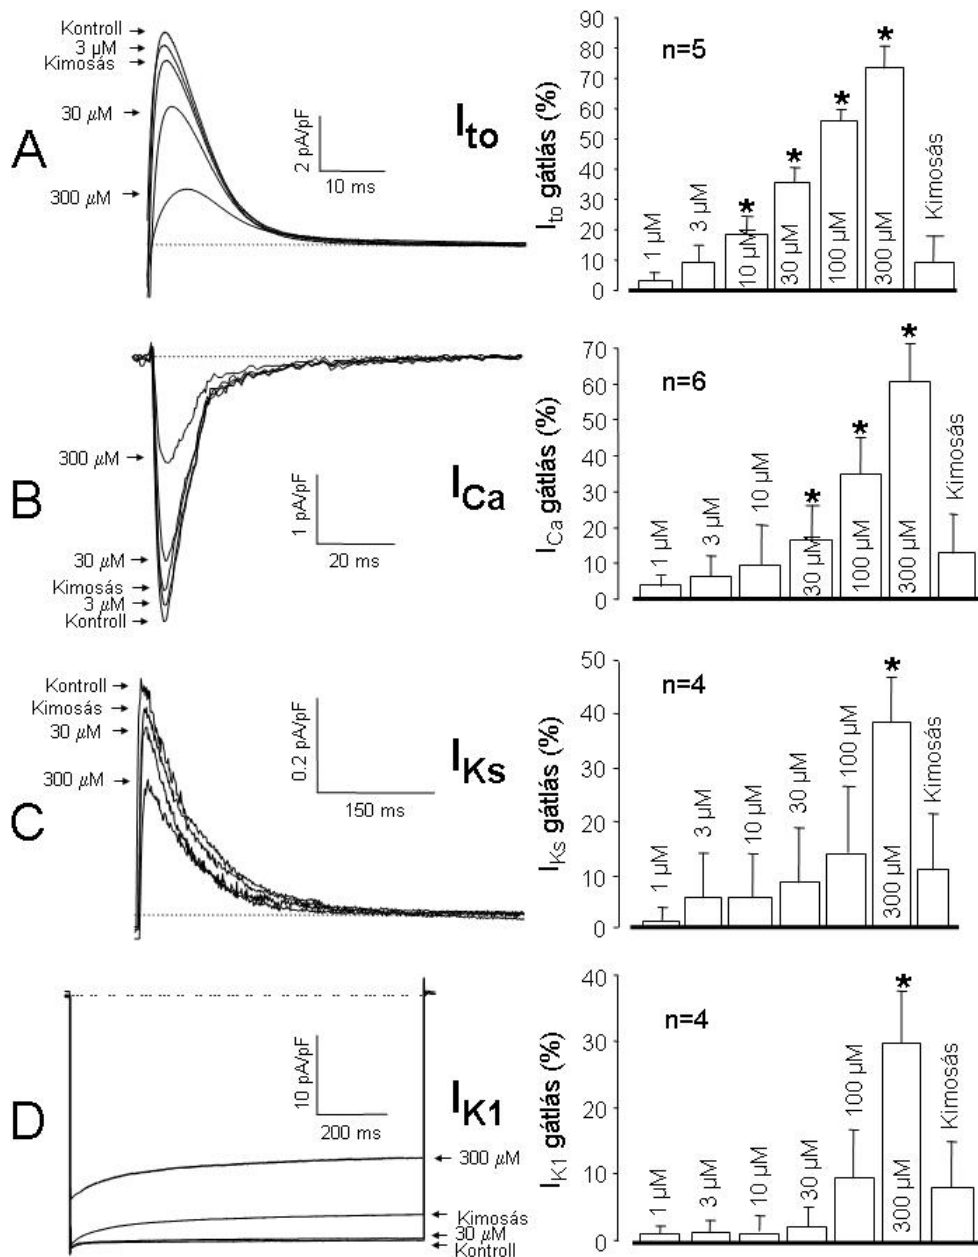 A
Kontroll
3 µM
Kimosás
30 µM
300 µM
2 pA/pF
10 ms
Ito
n=5
Ito gátlás (%)
90
80
70
60
50
40
30
20
10
0
1 µM
3 µM
10 µM
30 µM
100 µM
300 µM
Kimosás
*
*
*
*
B
300 µM
30 µM
Kimosás
3 µM
Kontroll
1 pA/pF
20 ms
ICa
n=6
ICa gátlás (%)
70
60
50
40
30
20
10
0
1 µM
3 µM
10 µM
30 µM
100 µM
300 µM
Kimosás
*
*
*
C
Kontroll
Kimosás
30 µM
300 µM
0.2 pA/pF
150 ms
IKs
n=4
IKs gátlás (%)
50
40
30
20
10
0
1 µM
3 µM
10 µM
30 µM
100 µM
300 µM
Kimosás
*
D
10 pA/pF
200 ms
IK1
300 µM
Kimosás
30 µM
Kontroll
n=4
IK1 gátlás (%)
40
30
20
10
0
1 µM
3 µM
10 µM
30 µM
100 µM
300 µM
Kimosás
*